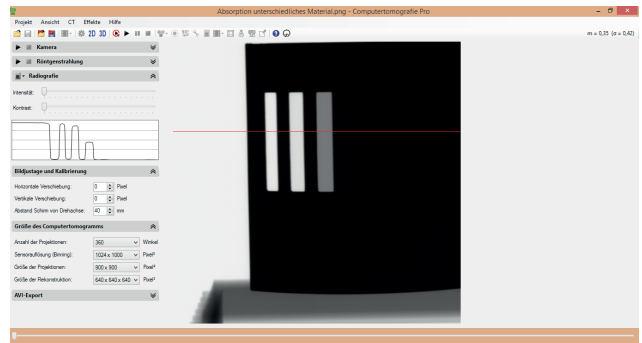 Absorption unterschiedliches Material.png - Computertomografie Pro
Projekt Ansicht CT Effekte Hilfe
2D 3D
m = 0,35 (σ = 0,42)
Kamera
Röntgenstrahlung
Radiografie
Intensität:
Kontrast:
Bildjustage und Kalibrierung
Horizontale Verschiebung: 0 Pixel
Vertikale Verschiebung: 0 Pixel
Abstand Schirm von Drehachse: 40 mm
Größe des Computertomogramms
Anzahl der Projektionen: 360 Winkel
Sensorauflösung (Binning): 1024 x 1000 Pixel²
Größe der Projektionen: 900 x 900 Pixel²
Größe der Rekonstruktion: 640 x 640 x 640 Pixel³
AVI-Export